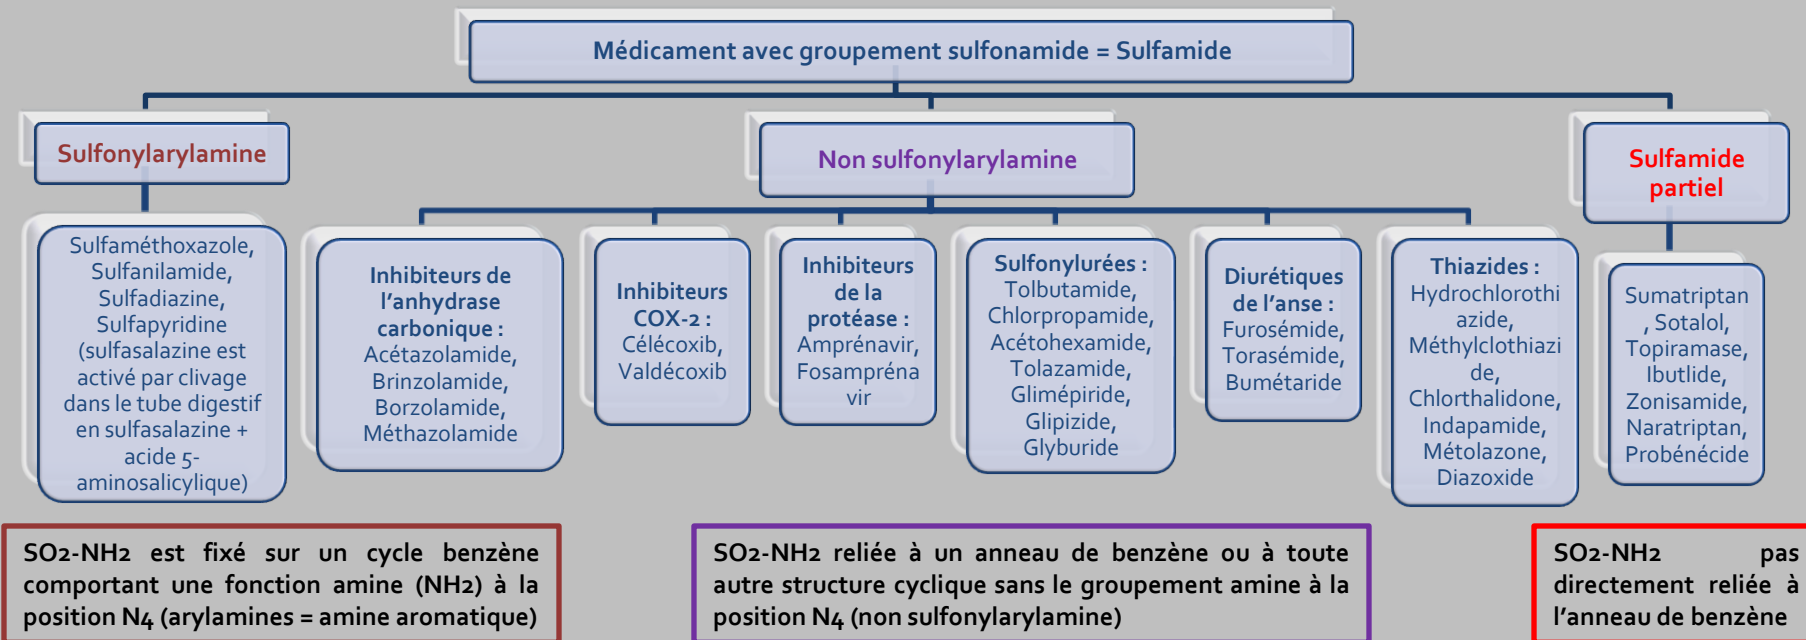 Médicament avec groupement sulfonamide = Sulfamide
Sulfonylarylamine
Non sulfonylarylamine
Sulfamide
partiel
Sulfaméthoxazole,
Sulfanilamide,
Sulfadiazine,
Sulfapyridine
(sulfasalazine est
activé par clivage
dans le tube digestif
en sulfasalazine +
acide 5-
aminosalicylique)
Inhibiteurs de
l'anhydrase
carbonique :
Acétazolamide,
Brinzolamide,
Borzolamide,
Méthazolamide
Inhibiteurs
COX-2 :
Célécoxib,
Valdécoxib
Inhibiteurs
de la
protéase :
Amprénavir,
Fosampréna
vir
Sulfonylurées :
Tolbutamide,
Chlorpropamide,
Acétohexamide,
Tolazamide,
Glimépiride,
Glipizide,
Glyburide
Diurétiques
de l'anse :
Furosémide,
Torasémide,
Bumétaride
Thiazides :
Hydrochlorothi
azide,
Méthylclothiazi
de,
Chlorthalidone,
Indapamide,
Métolazone,
Diazoxide
Sumatriptan
, Sotalol,
Topiramase,
Ibutlide,
Zonisamide,
Naratriptan,
Probénécide
SO2-NH2 est fixé sur un cycle benzène
comportant une fonction amine (NH2) à la
position N4 (arylamines = amine aromatique)
SO2-NH2 reliée à un anneau de benzène ou à toute
autre structure cyclique sans le groupement amine à la
position N4 (non sulfonylarylamine)
SO2-NH2 pas
directement reliée à
l'anneau de benzène